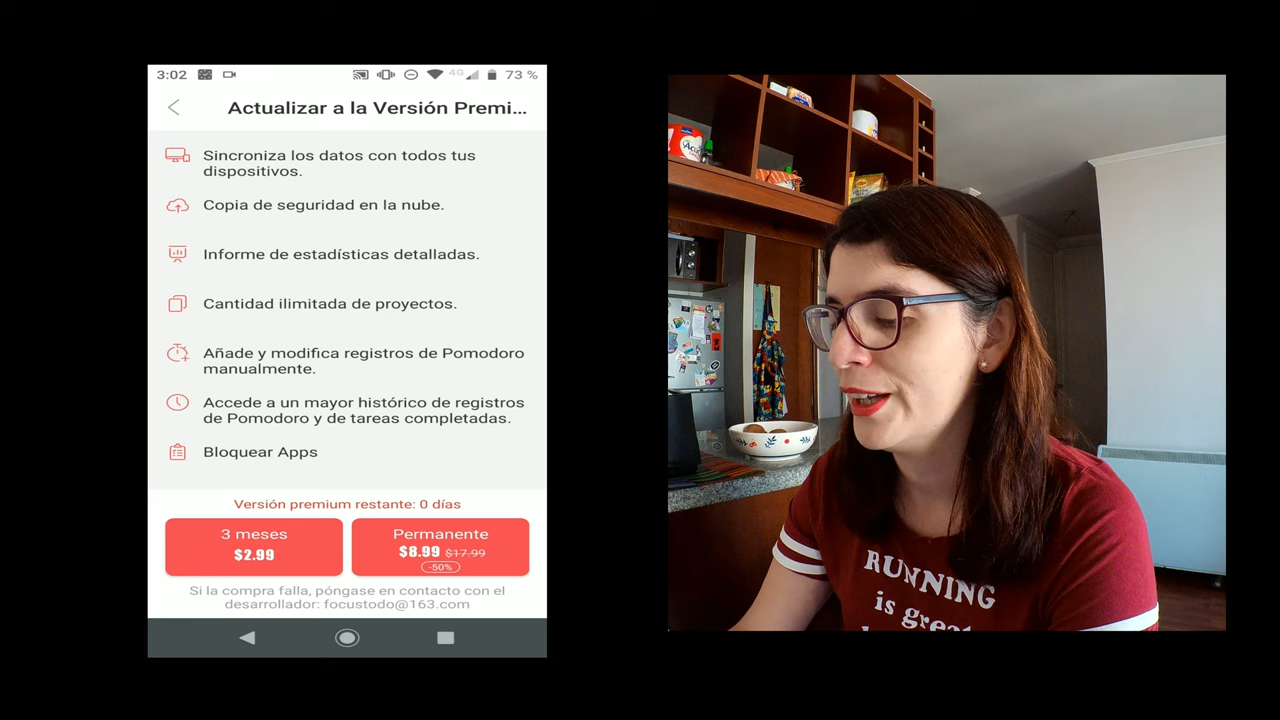 3:02
4G
73 %
Actualizar a la Versión Premi...
Sincroniza los datos con todos tus
dispositivos.
Copia de seguridad en la nube.
Informe de estadísticas detalladas.
Cantidad ilimitada de proyectos.
Añade y modifica registros de Pomodoro
manualmente.
Accede a un mayor histórico de registros
de Pomodoro y de tareas completadas.
Bloquear Apps
Versión premium restante: 0 días
3 meses
$2.99
Permanente
$8.99 $17.99
-50%
Si la compra falla, póngase en contacto con el
desarrollador: focustodo@163.com
RUNNING
is great